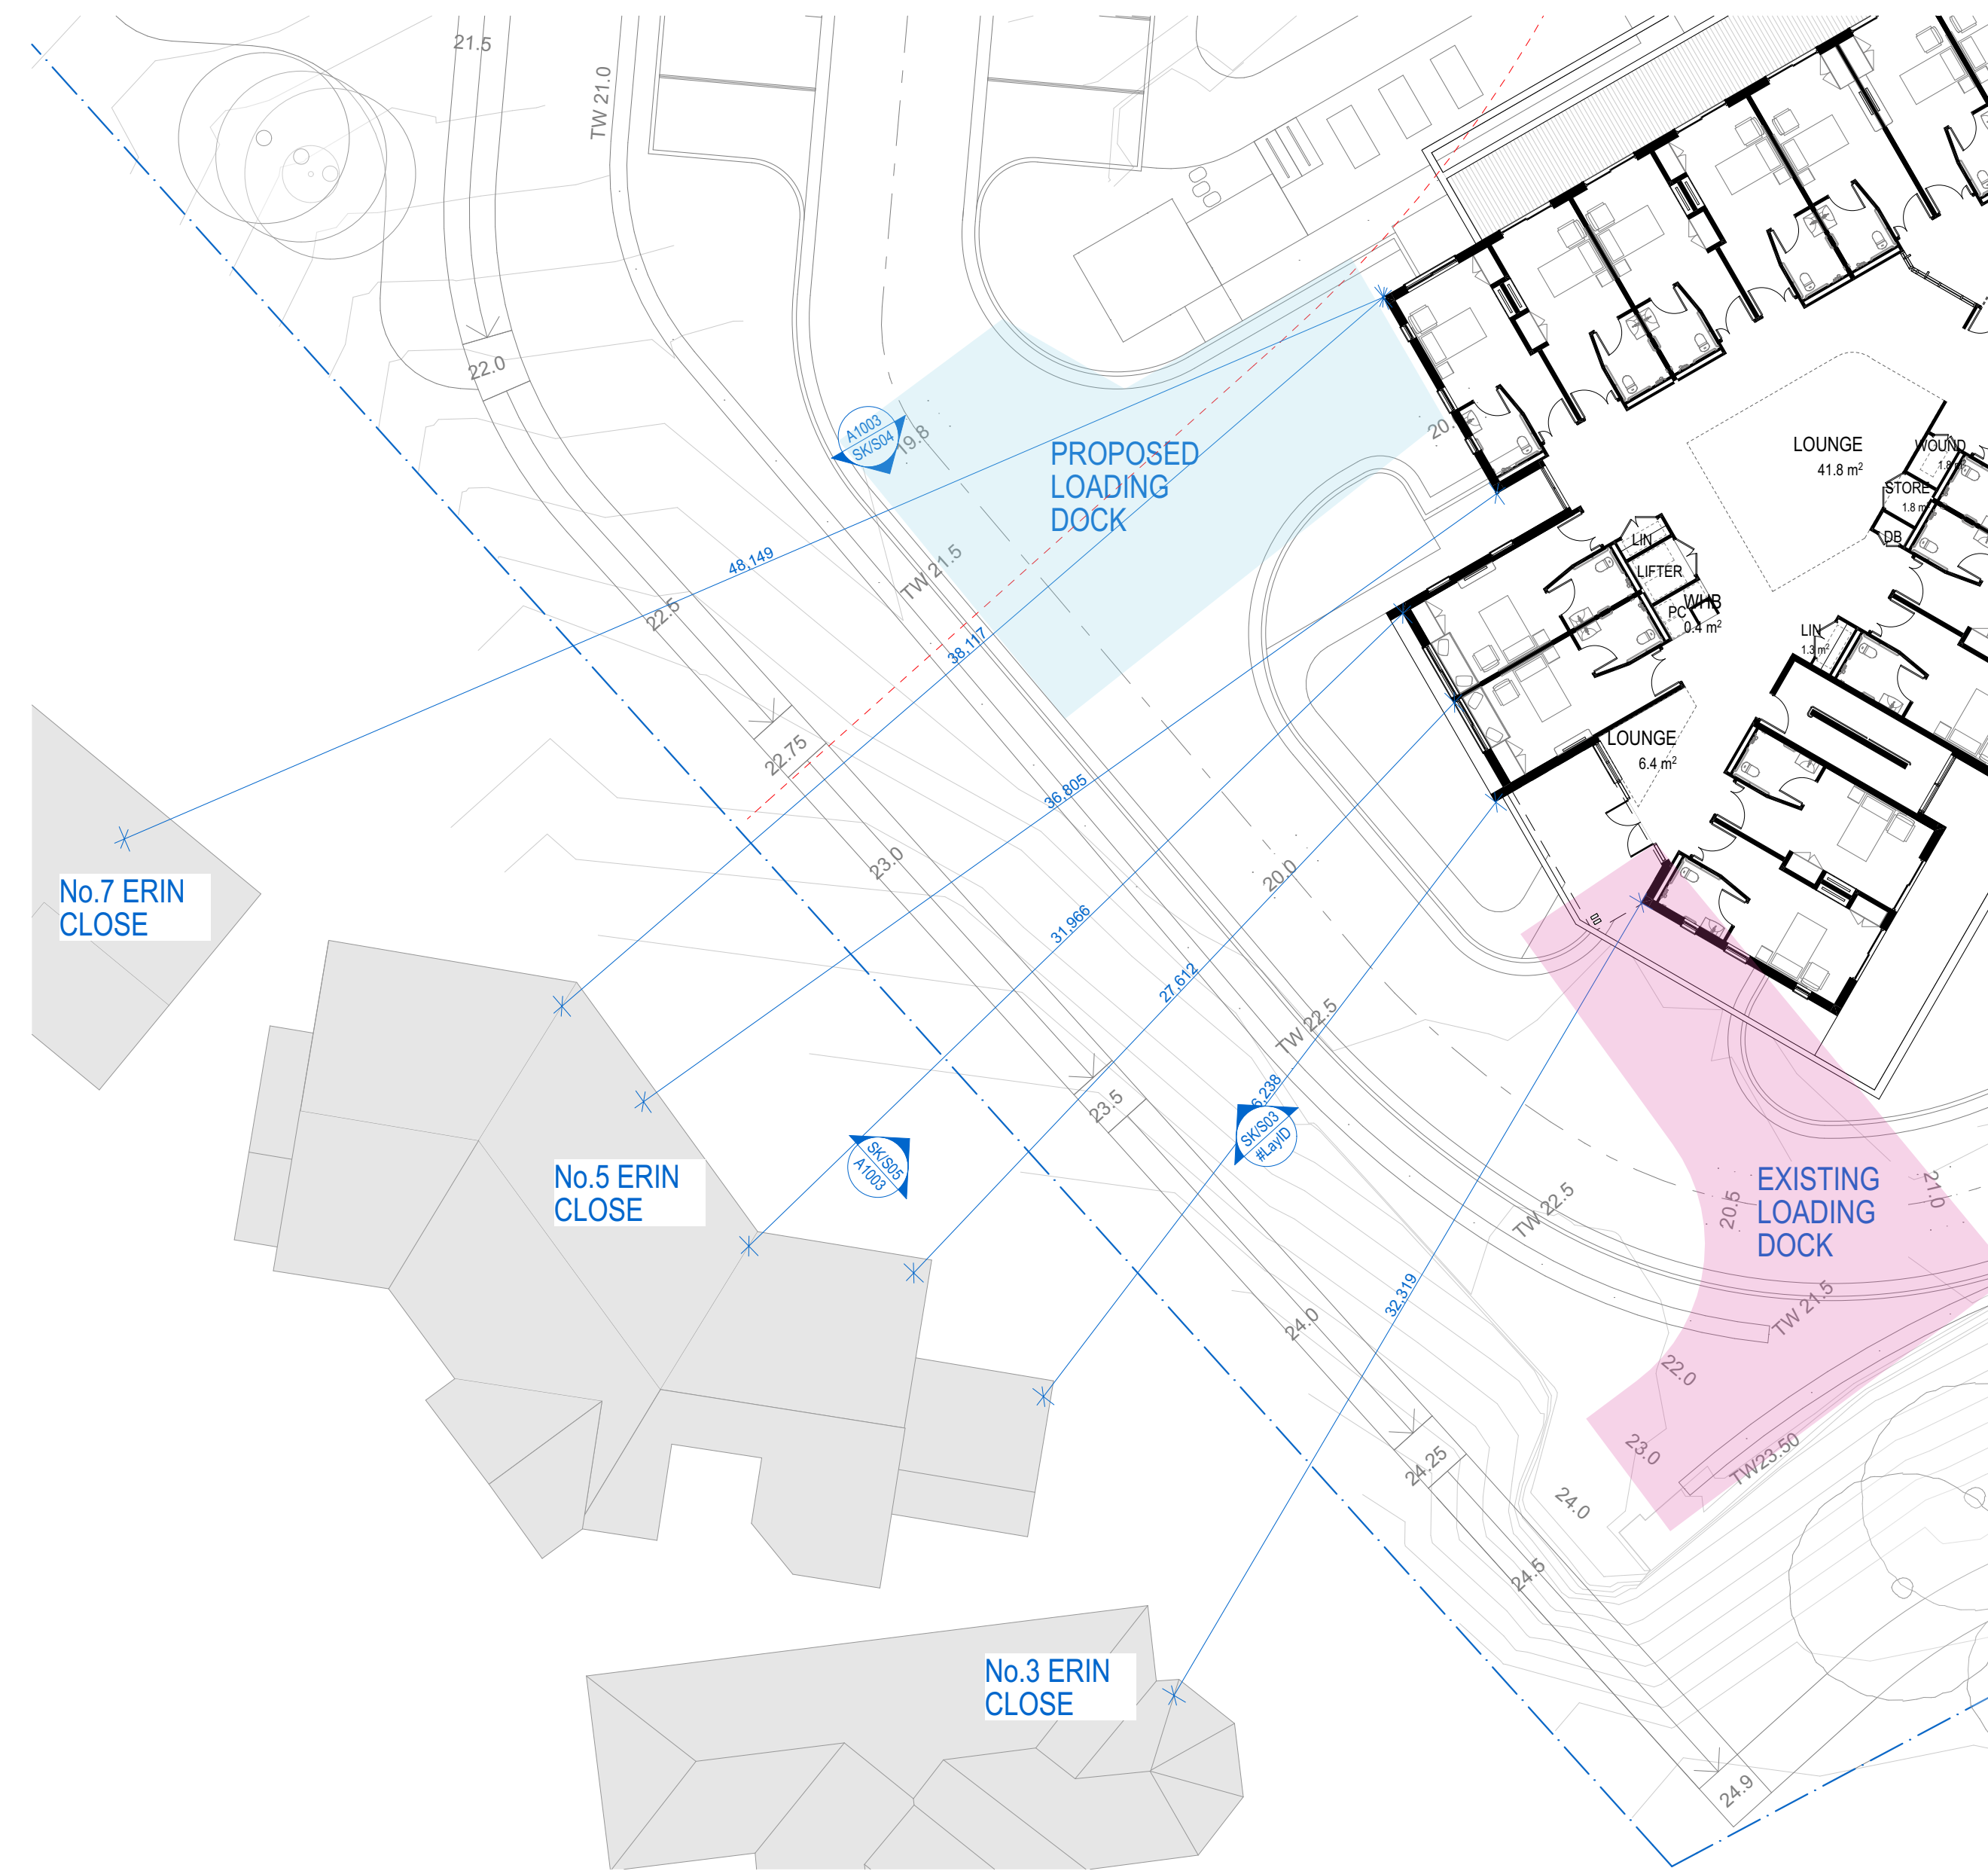 21.5
TW 21.0
22.0
A1003
SK/S04
19.8
PROPOSED
LOADING
DOCK
LOUNGE
41.8 m²
WOUND
STORE
1.8 m
DB
LIN
LIFTER
PC
WHB
0.4 m²
LIN
1.3 m²
48,149
TW 21.5
22.5
38,117
22.75
LOUNGE
6.4 m²
36,805
23.0
20.0
No.7 ERIN
CLOSE
31,966
27,612
TW 22.5
23.5
6,238
SK/S03
#LayID
SK/S05
A1003
No.5 ERIN
CLOSE
TW 22.5
20.5
EXISTING
LOADING
DOCK
21.0
32,319
24.0
TW 21.5
22.0
23.0
TW23.50
24.25
24.0
24.5
No.3 ERIN
CLOSE
24.9